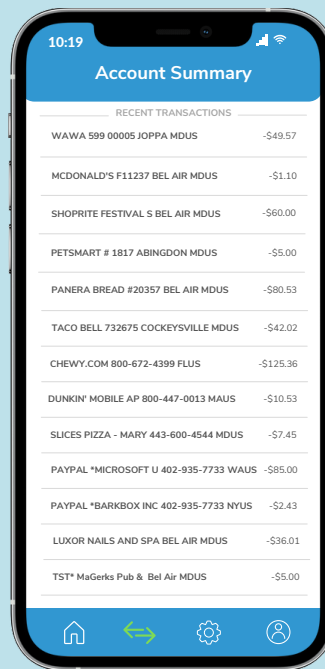 10:19
Account Summary
RECENT TRANSACTIONS
WAWA 599 00005 JOPPA MDUS -$49.57
MCDONALD'S F11237 BEL AIR MDUS -$1.10
SHOPRITE FESTIVAL S BEL AIR MDUS -$60.00
PETSMART # 1817 ABINGDON MDUS -$5.00
PANERA BREAD #20357 BEL AIR MDUS -$80.53
TACO BELL 732675 COCKEYSVILLE MDUS -$42.02
CHEWY.COM 800-672-4399 FLUS -$125.36
DUNKIN' MOBILE AP 800-447-0013 MAUS -$10.53
SLICES PIZZA - MARY 443-600-4544 MDUS -$7.45
PAYPAL *MICROSOFT U 402-935-7733 WAUS -$85.00
PAYPAL *BARKBOX INC 402-935-7733 NYUS -$2.43
LUXOR NAILS AND SPA BEL AIR MDUS -$36.01
TST* MaGerks Pub & Bel Air MDUS -$5.00